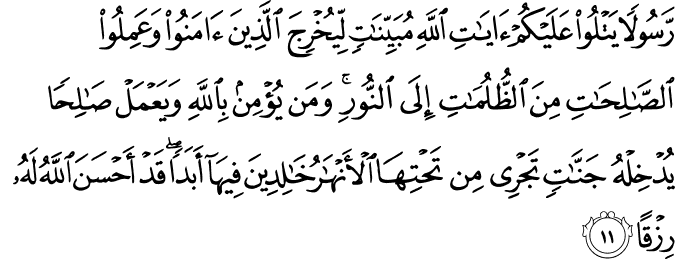 رَّسُولًا يَتْلُوا۟ عَلَيْكُمْ ءَايَٰتِ ٱللَّهِ مُبَيِّنَٰتٍ لِّيُخْرِجَ ٱلَّذِينَ ءَامَنُوا۟ وَعَمِلُوا۟
ٱلصَّٰلِحَٰتِ مِنَ ٱلظُّلُمَٰتِ إِلَى ٱلنُّورِ ۚ وَمَن يُؤْمِنۢ بِٱللَّهِ وَيَعْمَلْ صَٰلِحًا
يُدْخِلْهُ جَنَّٰتٍ تَجْرِى مِن تَحْتِهَا ٱلْأَنْهَٰرُ خَٰلِدِينَ فِيهَآ أَبَدًا ۖ قَدْ أَحْسَنَ ٱللَّهُ لَهُۥ
رِزْقًا ١١